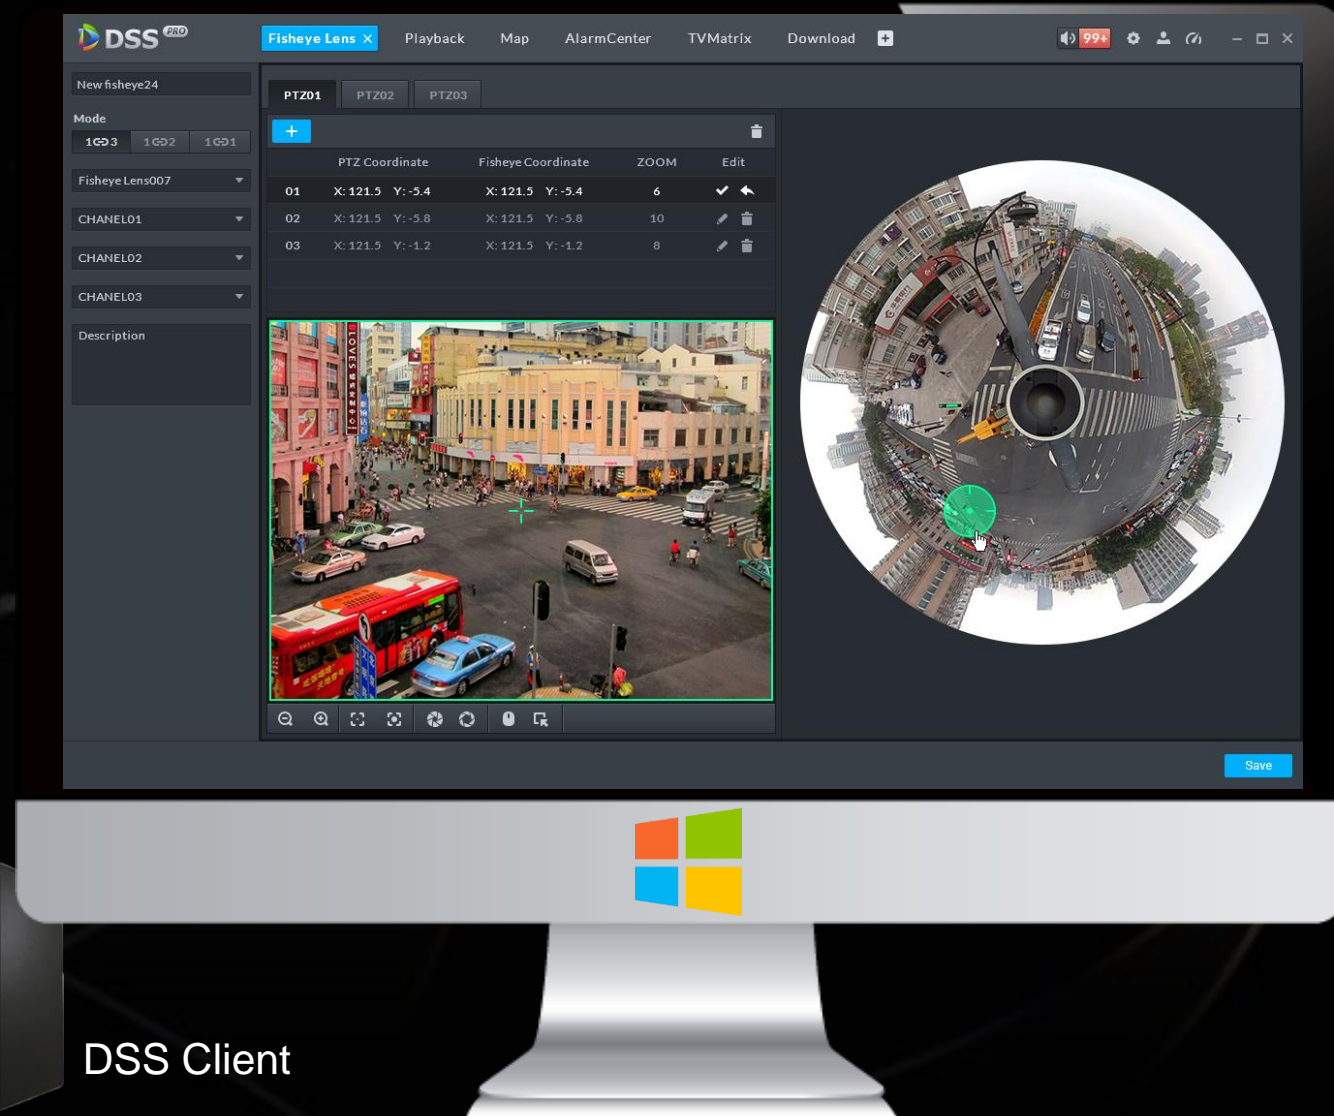 DSS PRO
Fisheye Lens
Playback
Map
AlarmCenter
TVMatrix
Download
99+
New fisheye24
Mode
1 3
1 2
1 1
Fisheye Lens007
CHANEL01
CHANEL02
CHANEL03
Description
PTZ01
PTZ02
PTZ03
PTZ Coordinate Fisheye Coordinate ZOOM Edit
01 X: 121.5 Y: -5.4 X: 121.5 Y: -5.4 6
02 X: 121.5 Y: -5.8 X: 121.5 Y: -5.8 10
03 X: 121.5 Y: -1.2 X: 121.5 Y: -1.2 8
LOVES
Save
DSS Client